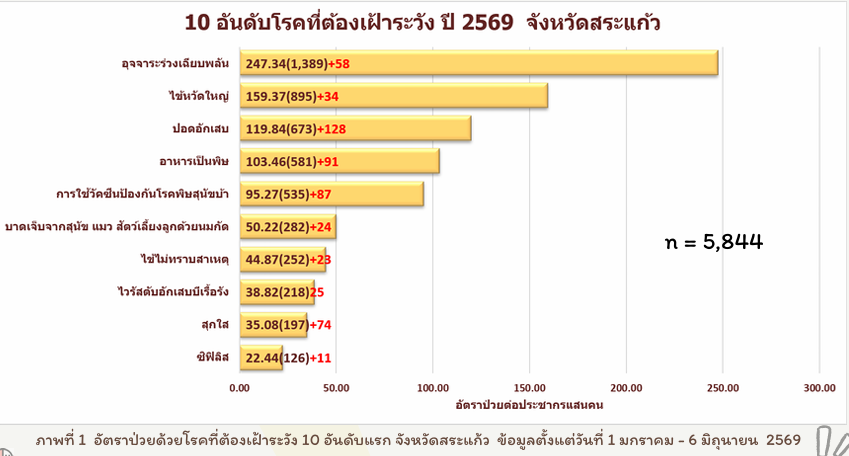 10 อันดับโรคที่ต้องเฝ้าระวัง ปี 2569 จังหวัดสระแก้ว
อุจจาระร่วงเฉียบพลัน 247.34(1,389)+58
ไข้หวัดใหญ่ 159.37(895)+34
ปอดอักเสบ 119.84(673)+128
อาหารเป็นพิษ 103.46(581)+91
การใช้วัคซีนป้องกันโรคพิษสุนัขบ้า 95.27(535)+87
บาดเจ็บจากสุนัข แมว สัตว์เลี้ยงลูกด้วยนมกัด 50.22(282)+24
n = 5,844
ไข้ไม่ทราบสาเหตุ 44.87(252)+23
ไวรัสตับอักเสบบีเรื้อรัง 38.82(218)25
สุกใส 35.08(197)+74
ซิฟิลิส 22.44(126)+11
0.00 50.00 100.00 150.00 200.00 250.00 300.00
อัตราป่วยต่อประชากรแสนคน
ภาพที่ 1 อัตราป่วยด้วยโรคที่ต้องเฝ้าระวัง 10 อันดับแรก จังหวัดสระแก้ว ข้อมูลตั้งแต่วันที่ 1 มกราคม - 6 มิถุนายน 2569